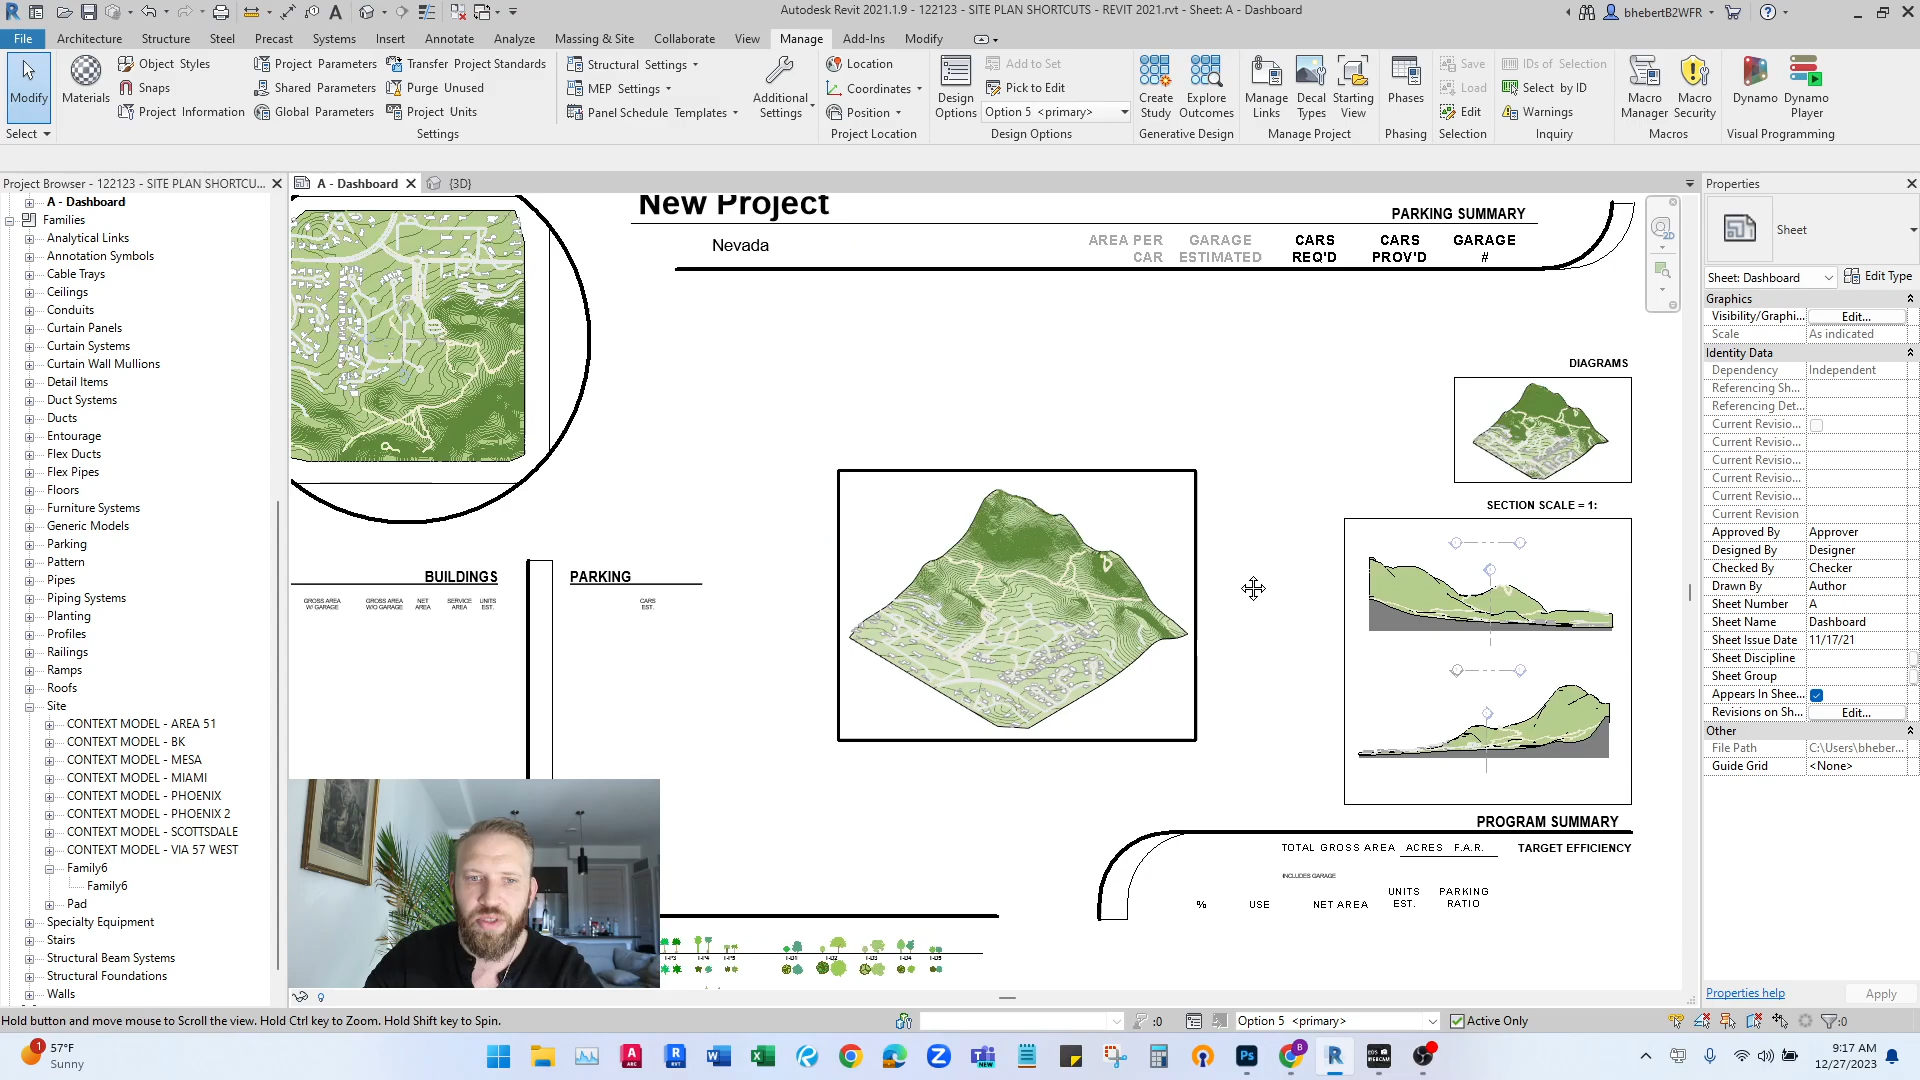 Autodesk Revit 2021.1.9 - 122123 - SITE PLAN SHORTCUTS - REVIT 2021.rvt - Sheet: A - Dashboard
bhebertB2WFR
File Architecture Structure Steel Precast Systems Insert Annotate Analyze Massing & Site Collaborate View Manage Add-Ins Modify
Modify
Select
Materials
Object Styles
Snaps
Project Information
Project Parameters
Shared Parameters
Global Parameters
Transfer Project Standards
Purge Unused
Project Units
Settings
Structural Settings
MEP Settings
Panel Schedule Templates
Additional
Settings
Location
Coordinates
Position
Project Location
Design
Options
Add to Set
Pick to Edit
Option 5 <primary>
Design Options
Create
Study
Explore
Outcomes
Generative Design
Manage
Links
Decal
Types
Starting
View
Manage Project
Phases
Phasing
Save
Load
Edit
Selection
IDs of Selection
Select by ID
Warnings
Inquiry
Macro
Manager
Macro
Security
Macros
Dynamo
Dynamo
Player
Visual Programming
Project Browser - 122123 - SITE PLAN SHORTCU...
A - Dashboard
Families
Analytical Links
Annotation Symbols
Cable Trays
Ceilings
Conduits
Curtain Panels
Curtain Systems
Curtain Wall Mullions
Detail Items
Duct Systems
Ducts
Entourage
Flex Ducts
Flex Pipes
Floors
Furniture Systems
Generic Models
Parking
Pattern
Pipes
Piping Systems
Planting
Profiles
Railings
Ramps
Roofs
Site
CONTEXT MODEL - AREA 51
CONTEXT MODEL - BK
CONTEXT MODEL - MESA
CONTEXT MODEL - MIAMI
CONTEXT MODEL - PHOENIX
CONTEXT MODEL - PHOENIX 2
CONTEXT MODEL - SCOTTSDALE
CONTEXT MODEL - VIA 57 WEST
Family6
Family6
Pad
Specialty Equipment
Stairs
Structural Beam Systems
Structural Foundations
Walls
A - Dashboard
{3D}
New Project
Nevada
PARKING SUMMARY
AREA PER
CAR
GARAGE
ESTIMATED
CARS
REQ'D
CARS
PROV'D
GARAGE
#
2D
DIAGRAMS
SECTION SCALE = 1:
BUILDINGS
GROSS AREA
W/ GARAGE
GROSS AREA
W/O GARAGE
NET
AREA
SERVICE
AREA
UNITS
EST.
PARKING
CARS
EST.
PROGRAM SUMMARY
TOTAL GROSS AREA ACRES F.A.R. TARGET EFFICIENCY
INCLUDES GARAGE
% USE NET AREA
UNITS
EST.
PARKING
RATIO
Properties
Sheet
Sheet: Dashboard
Edit Type
Graphics
Visibility/Graphi... Edit...
Scale As indicated
Identity Data
Dependency Independent
Referencing Sh...
Referencing Det...
Current Revisio...
Current Revisio...
Current Revisio...
Current Revisio...
Current Revisio...
Current Revision
Approved By Approver
Designed By Designer
Checked By Checker
Drawn By Author
Sheet Number A
Sheet Name Dashboard
Sheet Issue Date 11/17/21
Sheet Discipline
Sheet Group
Appears In Shee...
Revisions on Sh... Edit...
Other
File Path C:\Users\bheber...
Guide Grid <None>
Properties help
Apply
Hold button and move mouse to Scroll the view. Hold Ctrl key to Zoom. Hold Shift key to Spin.
:0
Option 5 <primary>
Active Only
:0
1
57°F
Sunny
9:17 AM
12/27/2023